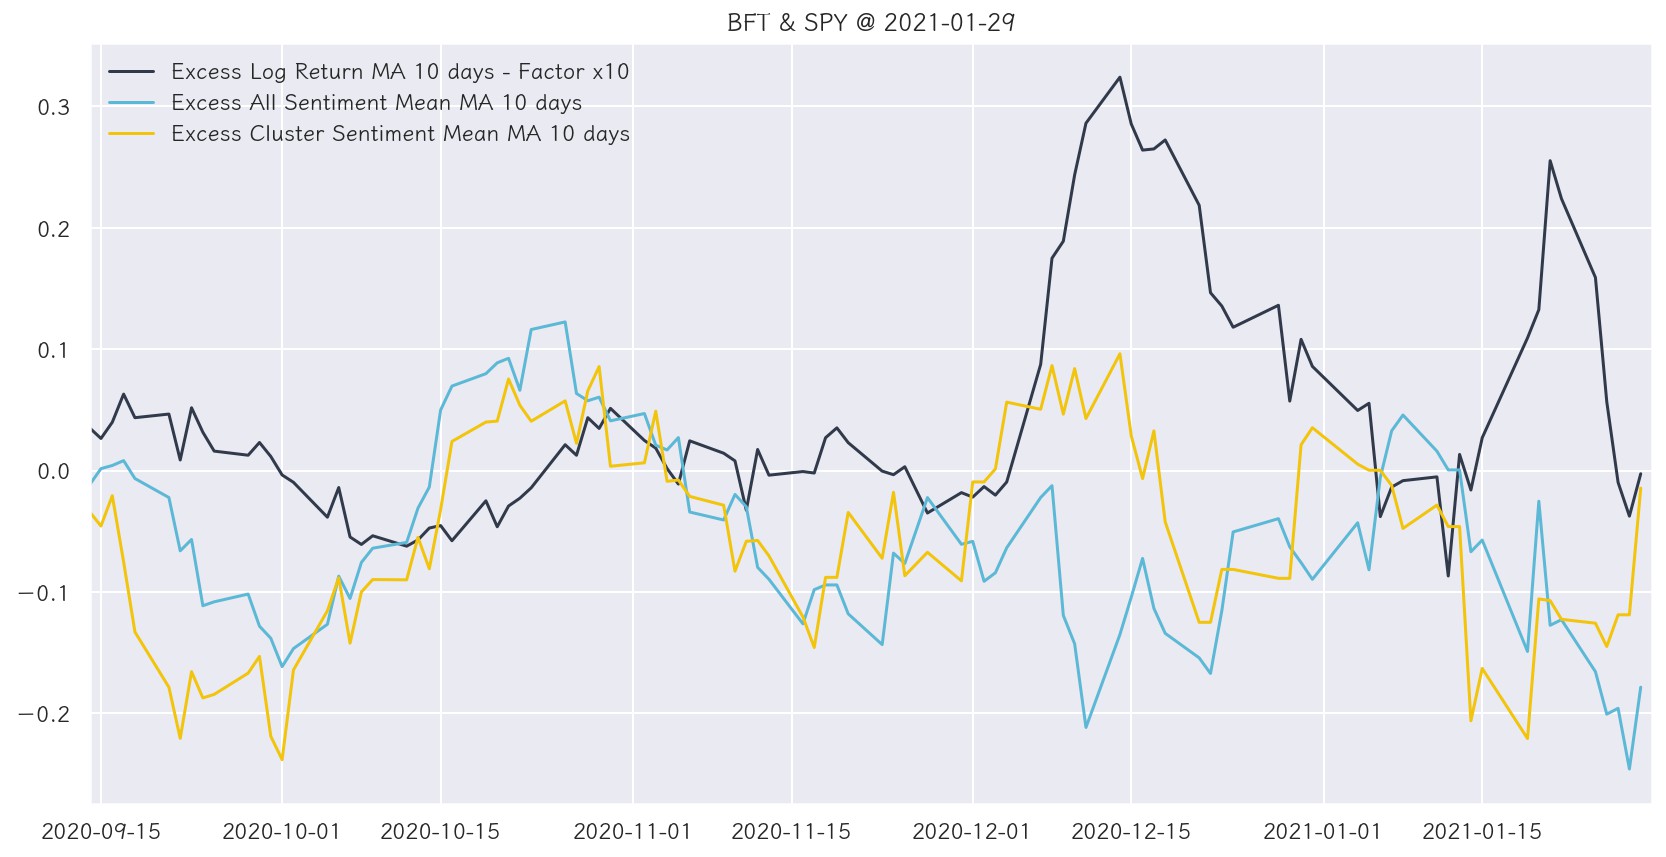 BFT & SPY @ 2021-01-29
Excess Log Return MA 10 days - Factor x10
Excess All Sentiment Mean MA 10 days
Excess Cluster Sentiment Mean MA 10 days
0.3
0.2
0.1
0.0
−0.1
−0.2
2020-09-15 2020-10-01 2020-10-15 2020-11-01 2020-11-15 2020-12-01 2020-12-15 2021-01-01 2021-01-15